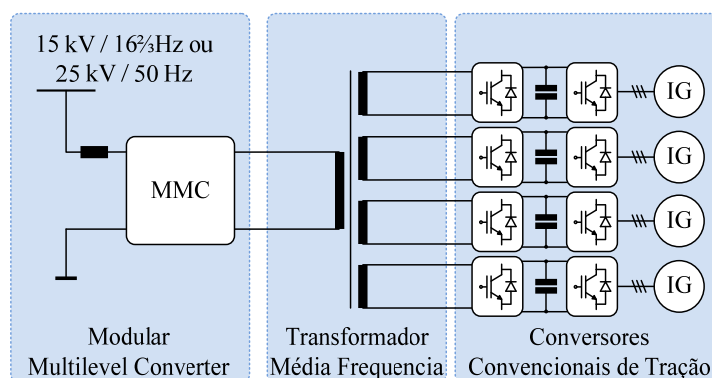 15 kV / 16⅔Hz ou
25 kV / 50 Hz
MMC
IG
IG
IG
IG
Modular
Multilevel Converter
Transformador
Média Frequencia
Conversores
Convencionais de Tração